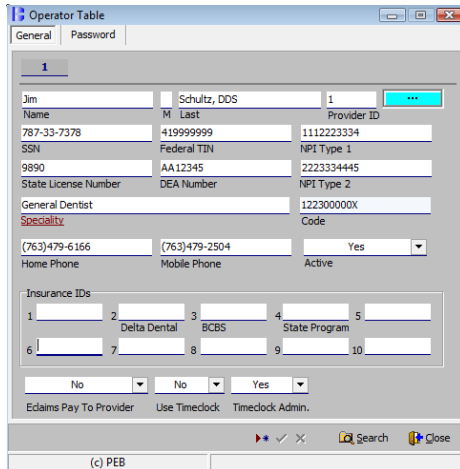 Operator Table
General Password
1
Jim Schultz, DDS 1 ...
Name M Last Provider ID
787-33-7378 419999999 1112223334
SSN Federal TIN NPI Type 1
9890 AA12345 2223334445
State License Number DEA Number NPI Type 2
General Dentist 122300000X
Speciality Code
(763)479-6166 (763)479-2504 Yes
Home Phone Mobile Phone Active
Insurance IDs
1 2 3 4 5
Delta Dental BCBS State Program
6 7 8 9 10
No No Yes
Eclaims Pay To Provider Use Timeclock Timeclock Admin.
Search Close
(c) PEB